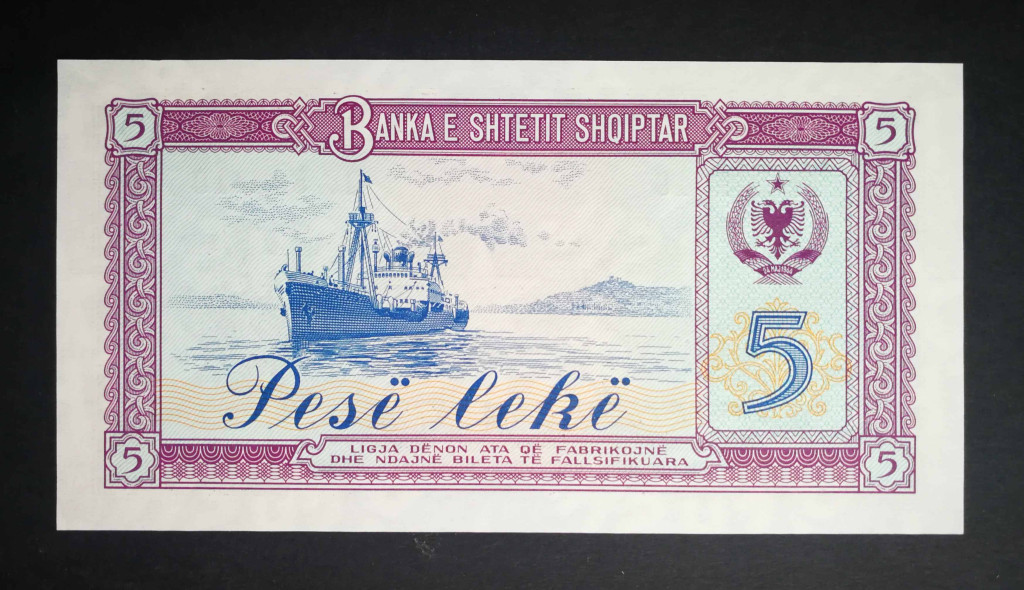 5 BANKA E SHTETIT SHQIPTAR 5
5
Pesë lekë
LIGJA DËNON ATA QË FABRIKOJNË
DHE NDAJNË BILETA TË FALLSIFIKUARA
5 5